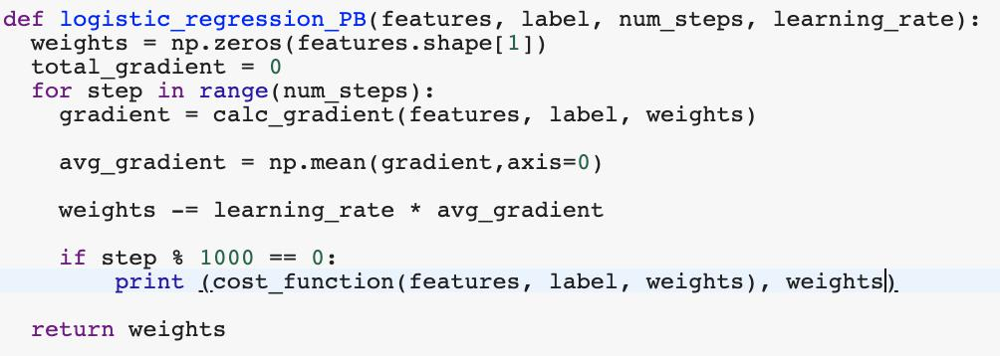 def logistic_regression_PB(features, label, num_steps, learning_rate):
  weights = np.zeros(features.shape[1])
  total_gradient = 0
  for step in range(num_steps):
    gradient = calc_gradient(features, label, weights)

    avg_gradient = np.mean(gradient,axis=0)

    weights -= learning_rate * avg_gradient

    if step % 1000 == 0:
        print (cost_function(features, label, weights), weights)

  return weights